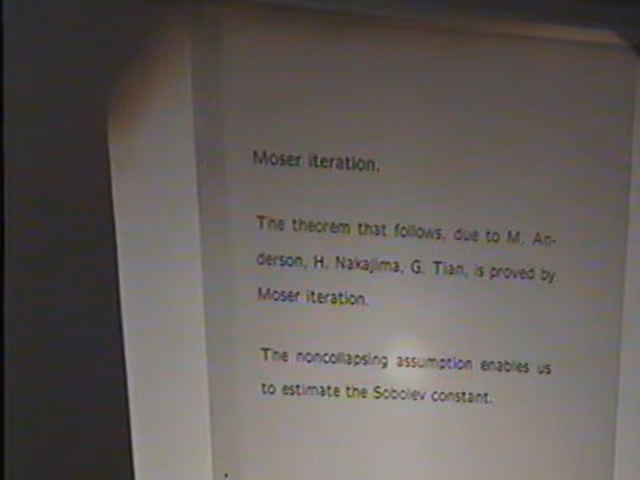 Moser iteration.
The theorem that follows, due to M. An-
derson, H. Nakajima, G. Tian, is proved by
Moser iteration.
The noncollapsing assumption enables us
to estimate the Sobolev constant.